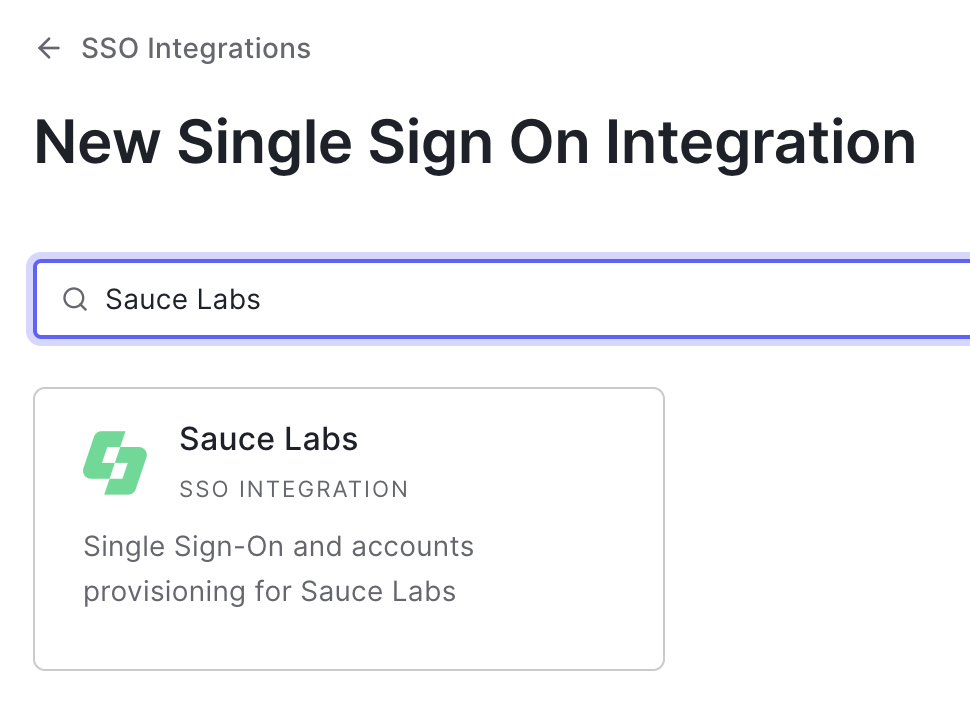 SSO Integrations
New Single Sign On Integration
Sauce Labs
Sauce Labs
SSO INTEGRATION
Single Sign-On and accounts
provisioning for Sauce Labs